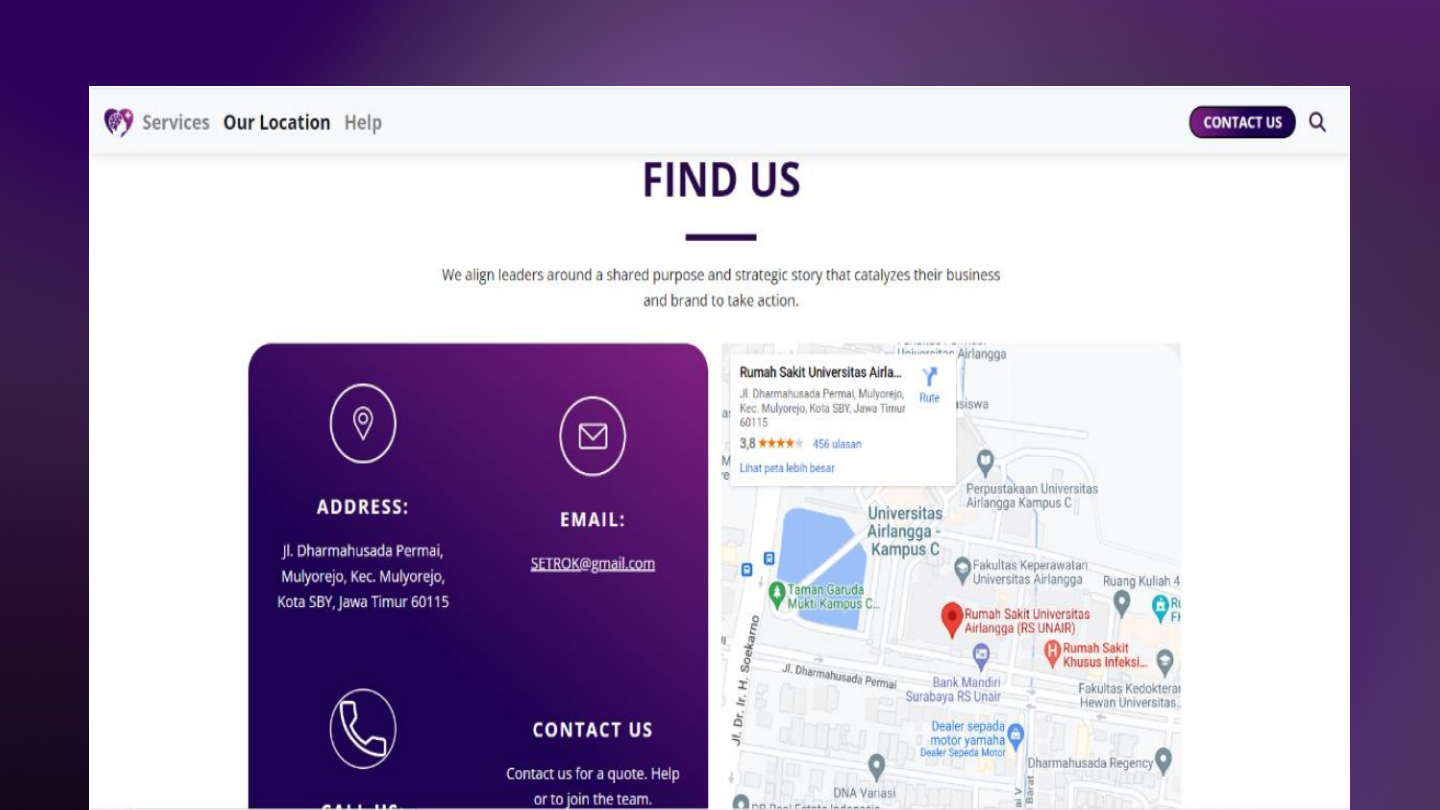 Services Our Location Help
CONTACT US
FIND US
We align leaders around a shared purpose and strategic story that catalyzes their business
and brand to take action.
ADDRESS:
Jl. Dharmahusada Permai,
Mulyorejo, Kec. Mulyorejo,
Kota SBY, Jawa Timur 60115
EMAIL:
SETROK@gmail.com
CONTACT US
Contact us for a quote. Help
or to join the team.
Rumah Sakit Universitas Airla...
Jl. Dharmahusada Permai, Mulyorejo,
Kec. Mulyorejo, Kota SBY, Jawa Timur
60115
3,8
456 ulasan
Lihat peta lebih besar
Rute
Universitas Airlangga
Perpustakaan Universitas
Airlangga Kampus C
Universitas
Airlangga -
Kampus C
Fakultas Keperawatan
Universitas Airlangga
Ruang Kuliah 4
Taman Garuda
Mukti Kampus C...
Rumah Sakit Universitas
Airlangga (RS UNAIR)
Rumah Sakit
Khusus Infeksi...
Jl. Dr. Ir. H. Soekarno
Jl. Dharmahusada Permai
Bank Mandiri
Surabaya RS Unair
Fakultas Kedokteran
Hewan Universitas...
Dealer sepeda
motor yamaha
Dealer Sepeda Motor
Dharmahusada Regency
DNA Variasi
Barat